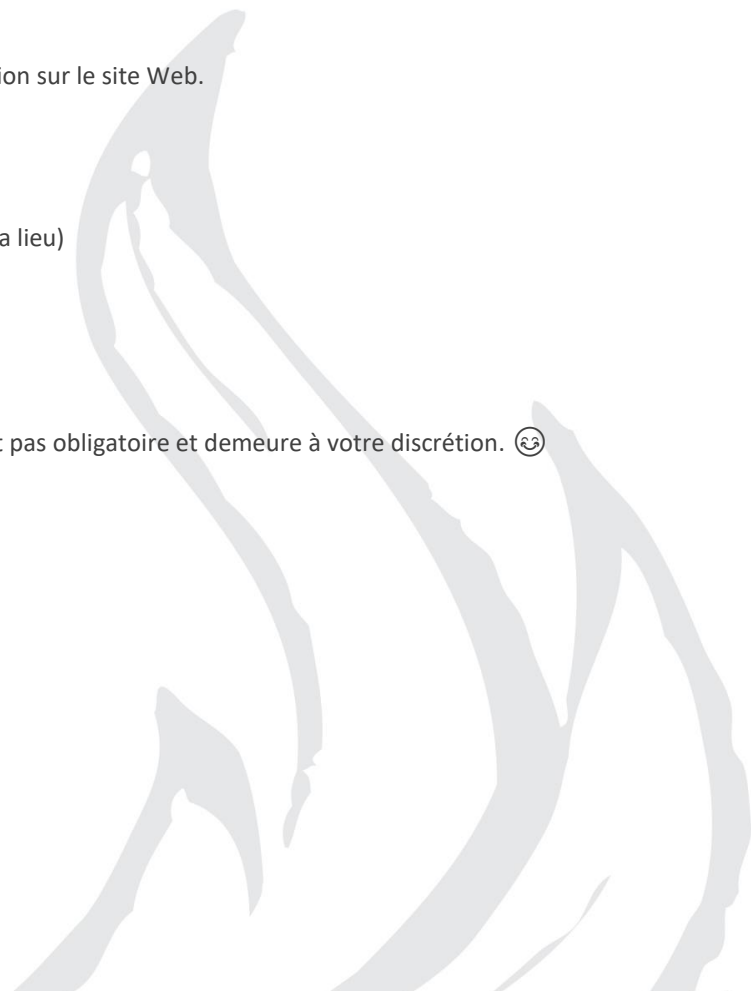 ion sur le site Web.
a lieu)
t pas obligatoire et demeure à votre discrétion. 😊